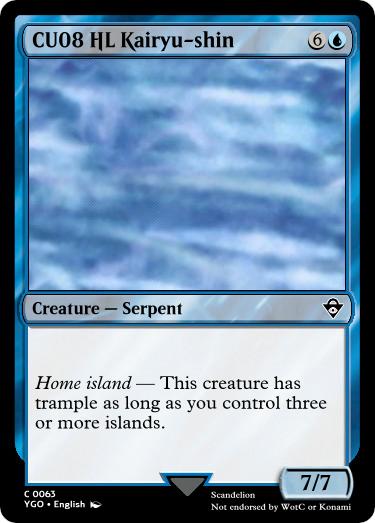 CU08 HL Kairyu-shin 6
Creature — Serpent
Home island — This creature has
trample as long as you control three
or more islands.
7/7
C 0063
YGO • English
Scandelion
Not endorsed by WotC or Konami